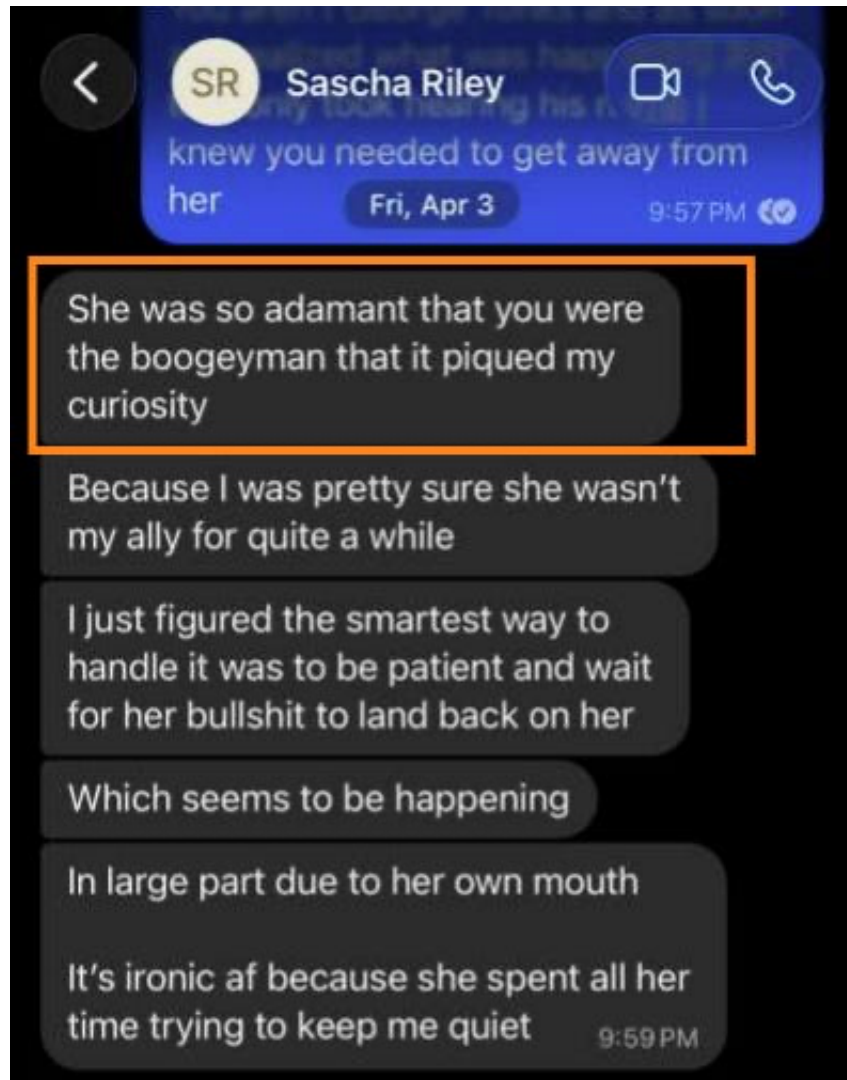 SR Sascha Riley
knew you needed to get away from
her
Fri, Apr 3
9:57 PM
She was so adamant that you were
the boogeyman that it piqued my
curiosity
Because I was pretty sure she wasn't
my ally for quite a while
I just figured the smartest way to
handle it was to be patient and wait
for her bullshit to land back on her
Which seems to be happening
In large part due to her own mouth
It's ironic af because she spent all her
time trying to keep me quiet
9:59 PM